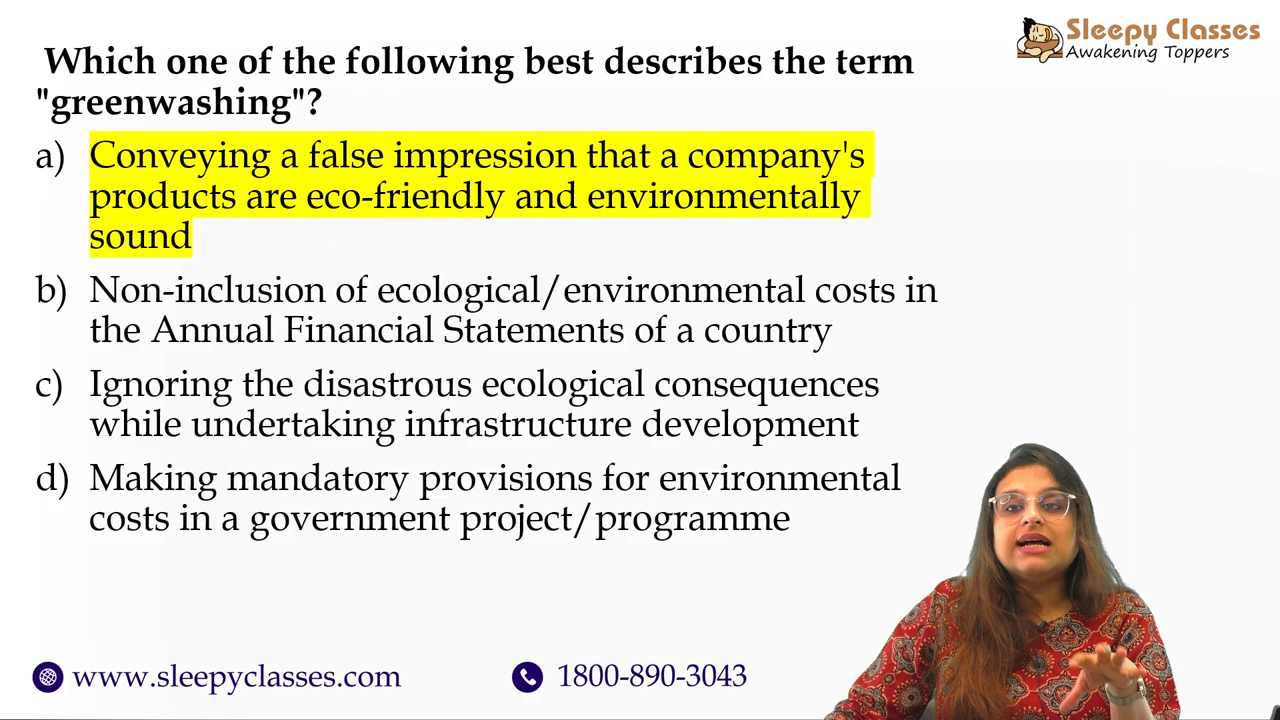 Sleepy Classes
Awakening Toppers
Which one of the following best describes the term
"greenwashing"?
a) Conveying a false impression that a company's
products are eco-friendly and environmentally
sound
b) Non-inclusion of ecological/environmental costs in
the Annual Financial Statements of a country
c) Ignoring the disastrous ecological consequences
while undertaking infrastructure development
d) Making mandatory provisions for environmental
costs in a government project/programme
www.sleepyclasses.com
1800-890-3043